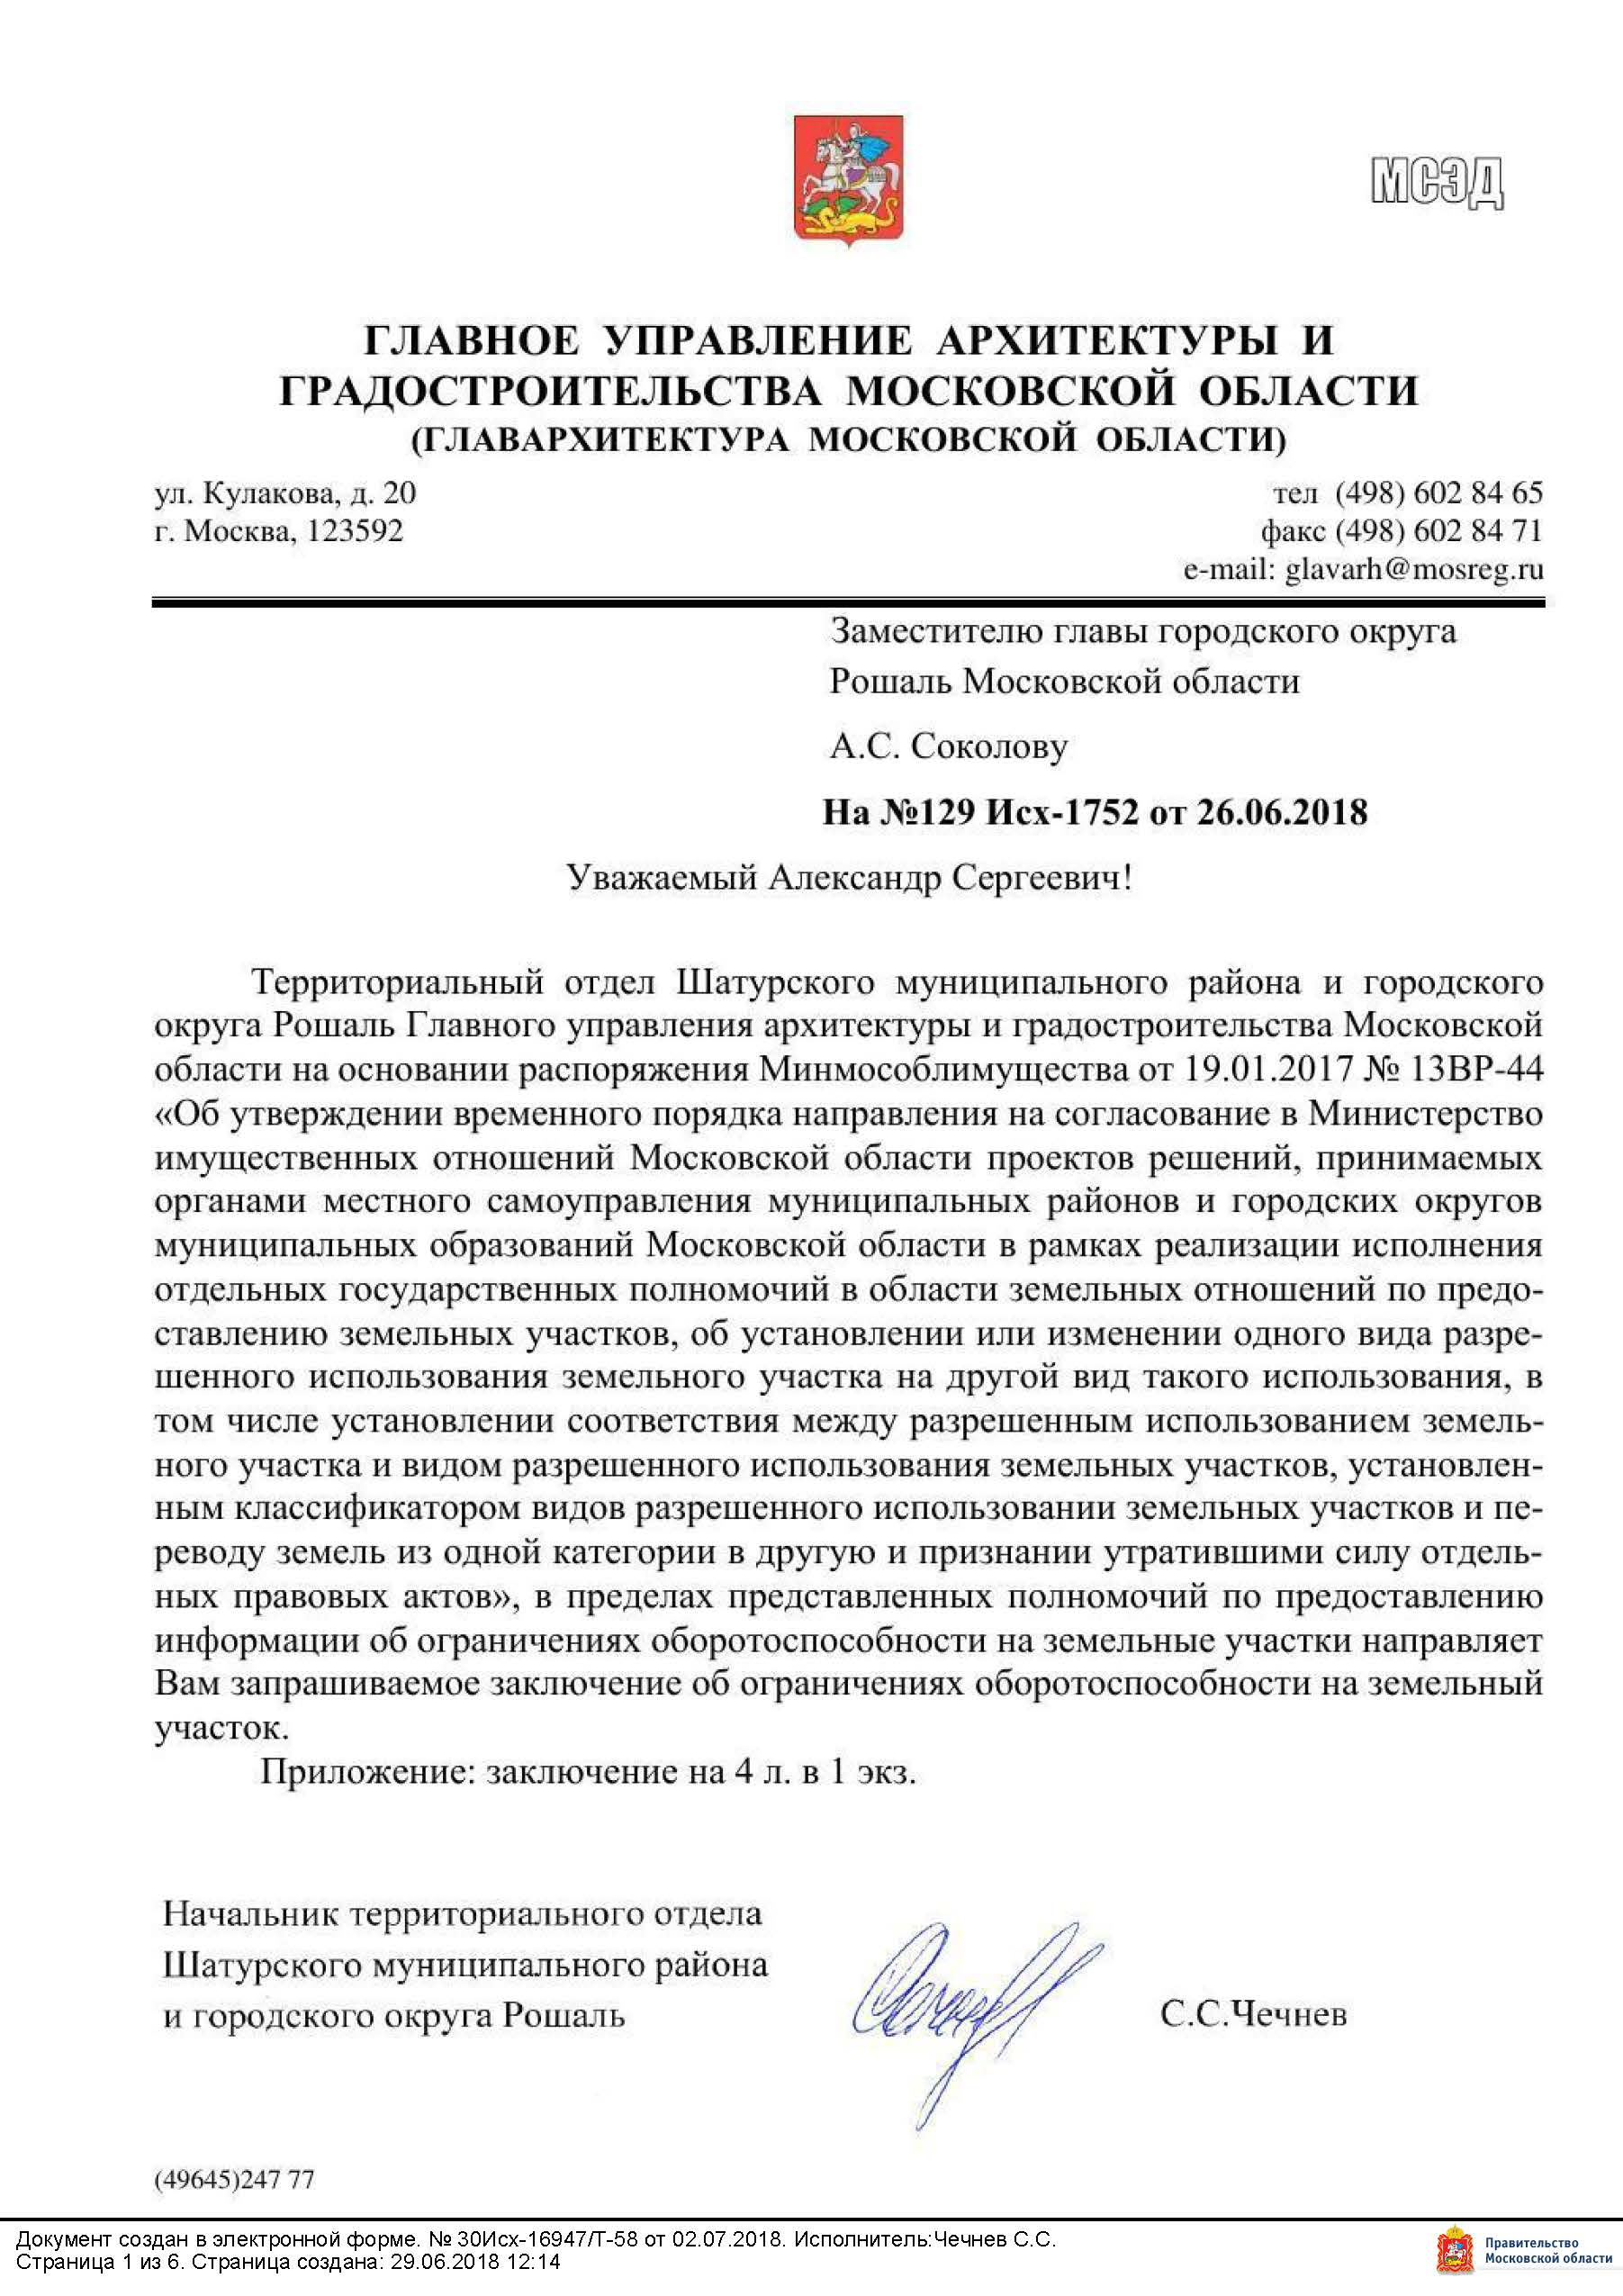 МСЭД
ГЛАВНОЕ УПРАВЛЕНИЕ АРХИТЕКТУРЫ И
ГРАДОСТРОИТЕЛЬСТВА МОСКОВСКОЙ ОБЛАСТИ
(ГЛАВАРХИТЕКТУРА МОСКОВСКОЙ ОБЛАСТИ)
ул. Кулакова, д. 20
г. Москва, 123592
тел (498) 602 84 65
факс (498) 602 84 71
e-mail: glavarh@mosreg.ru
Заместителю главы городского округа
Рошаль Московской области
А.С. Соколову
На №129 Исх-1752 от 26.06.2018
Уважаемый Александр Сергеевич!
Территориальный отдел Шатурского муниципального района и городского
округа Рошаль Главного управления архитектуры и градостроительства Московской
области на основании распоряжения Минмособлимущества от 19.01.2017 № 13ВР-44
«Об утверждении временного порядка направления на согласование в Министерство
имущественных отношений Московской области проектов решений, принимаемых
органами местного самоуправления муниципальных районов и городских округов
муниципальных образований Московской области в рамках реализации исполнения
отдельных государственных полномочий в области земельных отношений по предо-
ставлению земельных участков, об установлении или изменении одного вида разре-
шенного использования земельного участка на другой вид такого использования, в
том числе установлении соответствия между разрешенным использованием земель-
ного участка и видом разрешенного использования земельных участков, установлен-
ным классификатором видов разрешенного использовании земельных участков и пе-
реводу земель из одной категории в другую и признании утратившими силу отдель-
ных правовых актов», в пределах представленных полномочий по предоставлению
информации об ограничениях оборотоспособности на земельные участки направляет
Вам запрашиваемое заключение об ограничениях оборотоспособности на земельный
участок.
Приложение: заключение на 4 л. в 1 экз.
Начальник территориального отдела
Шатурского муниципального района
и городского округа Рошаль
С.С.Чечнев
(49645)247 77
Документ создан в электронной форме. № 30Исх-16947/Т-58 от 02.07.2018. Исполнитель:Чечнев С.С.
Страница 1 из 6. Страница создана: 29.06.2018 12:14
Правительство
Московской области